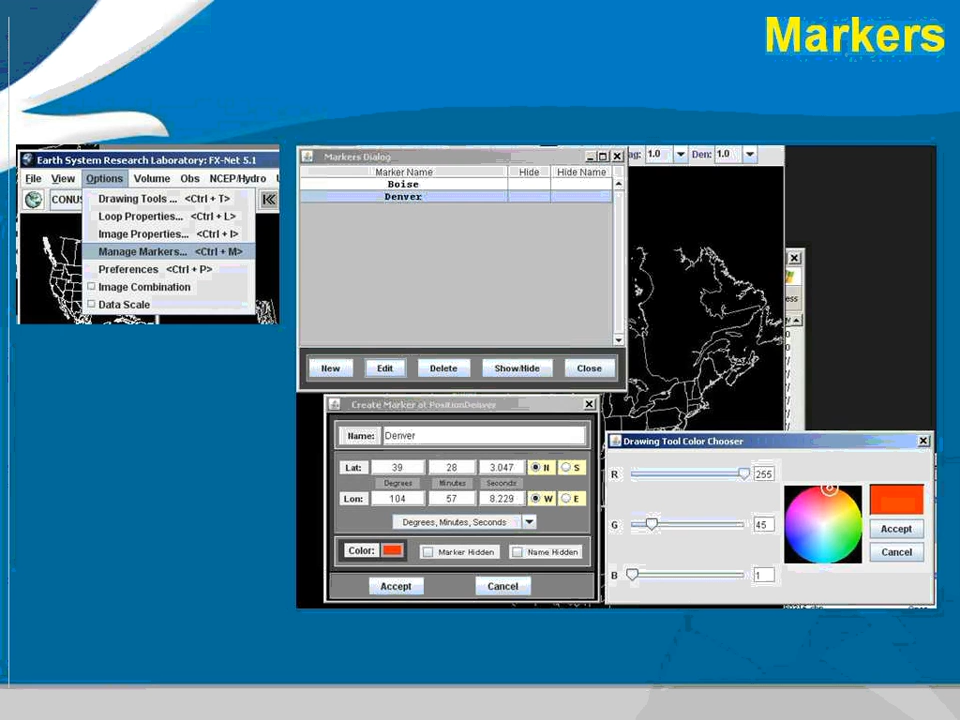 Markers
Earth System Research Laboratory: FX-Net 5.1
File View Options Volume Obs NCEP/Hydro
CONUS
Drawing Tools ... <Ctrl + T>
Loop Properties... <Ctrl + L>
Image Properties... <Ctrl + I>
Manage Markers... <Ctrl + M>
Preferences <Ctrl + P>
Image Combination
Data Scale
Markers Dialog
Marker Name Hide Hide Name
Boise
Denver
New Edit Delete Show/Hide Close
ag: 1.0 Den: 1.0
ess
Create Marker at PositionDenver
Name: Denver
Lat: 39 28 3.047 N S
Degrees Minutes Seconds
Lon: 104 57 8.229 W E
Degrees, Minutes, Seconds
Color: Marker Hidden Name Hidden
Accept Cancel
Drawing Tool Color Chooser
R 255
G 45
B 1
Accept
Cancel